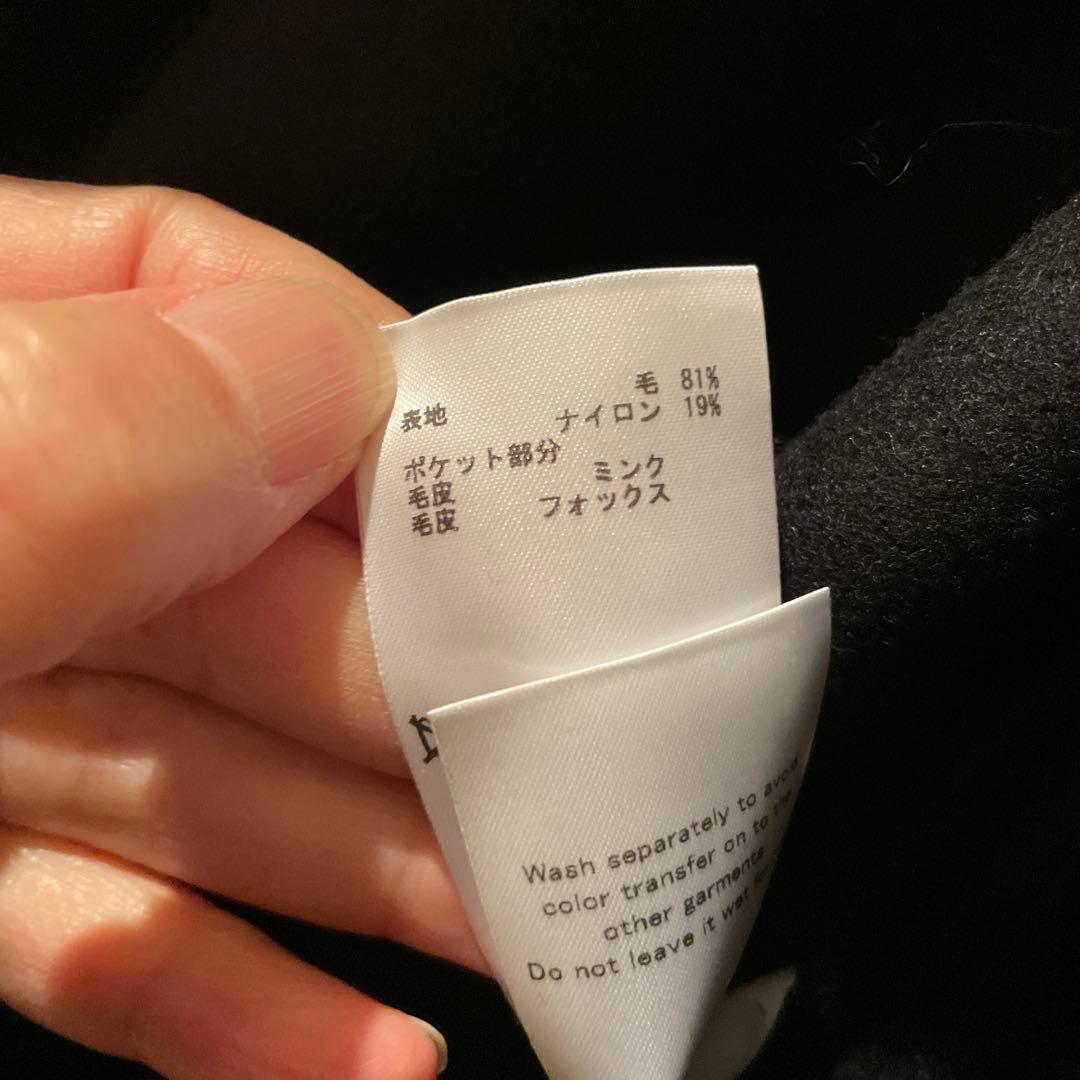 表地 毛 81%
ナイロン 19%
ポケット部分
毛皮 ミンク
毛皮 フォックス
Wash separately to avoid
color transfer on to the
other garments
Do not leave it wet